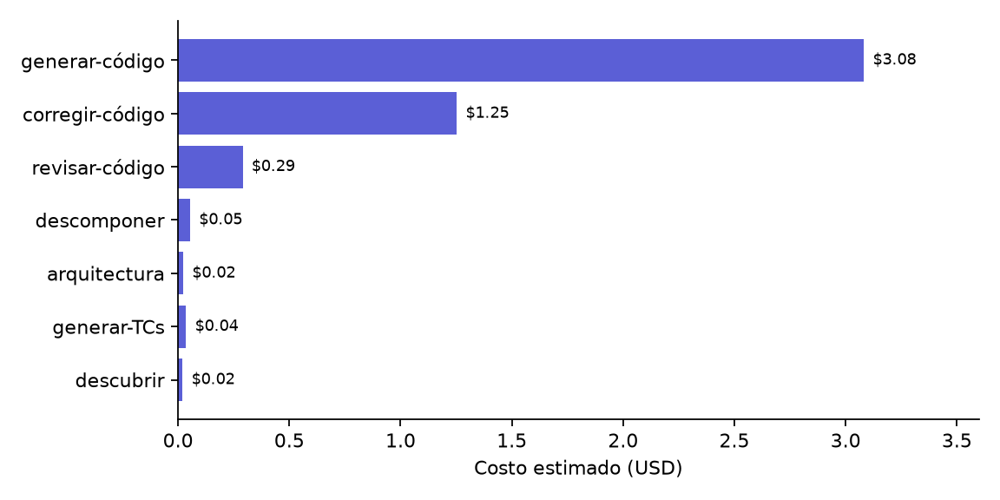 generar-código $3.08
corregir-código $1.25
revisar-código $0.29
descomponer $0.05
arquitectura $0.02
generar-TCs $0.04
descubrir $0.02
0.0 0.5 1.0 1.5 2.0 2.5 3.0 3.5
Costo estimado (USD)